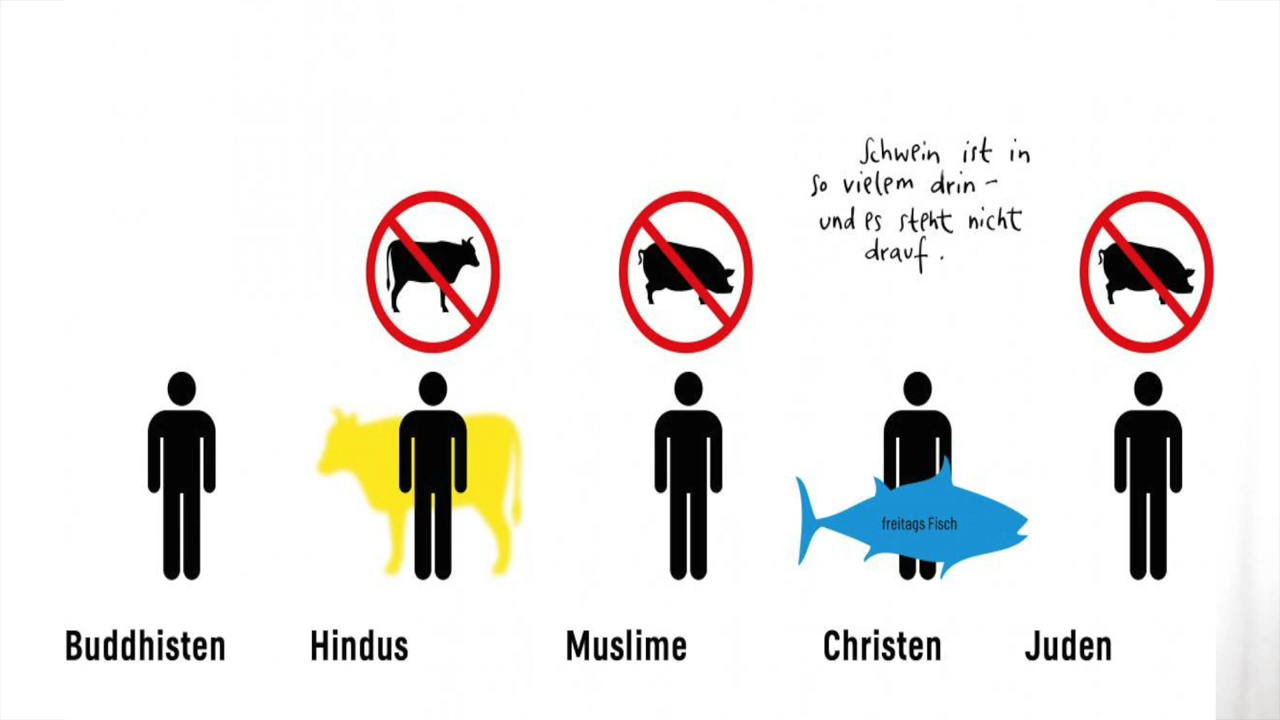 Schwein ist in
so vielem drin –
und es steht nicht
drauf.
freitags Fisch
Buddhisten
Hindus
Muslime
Christen
Juden